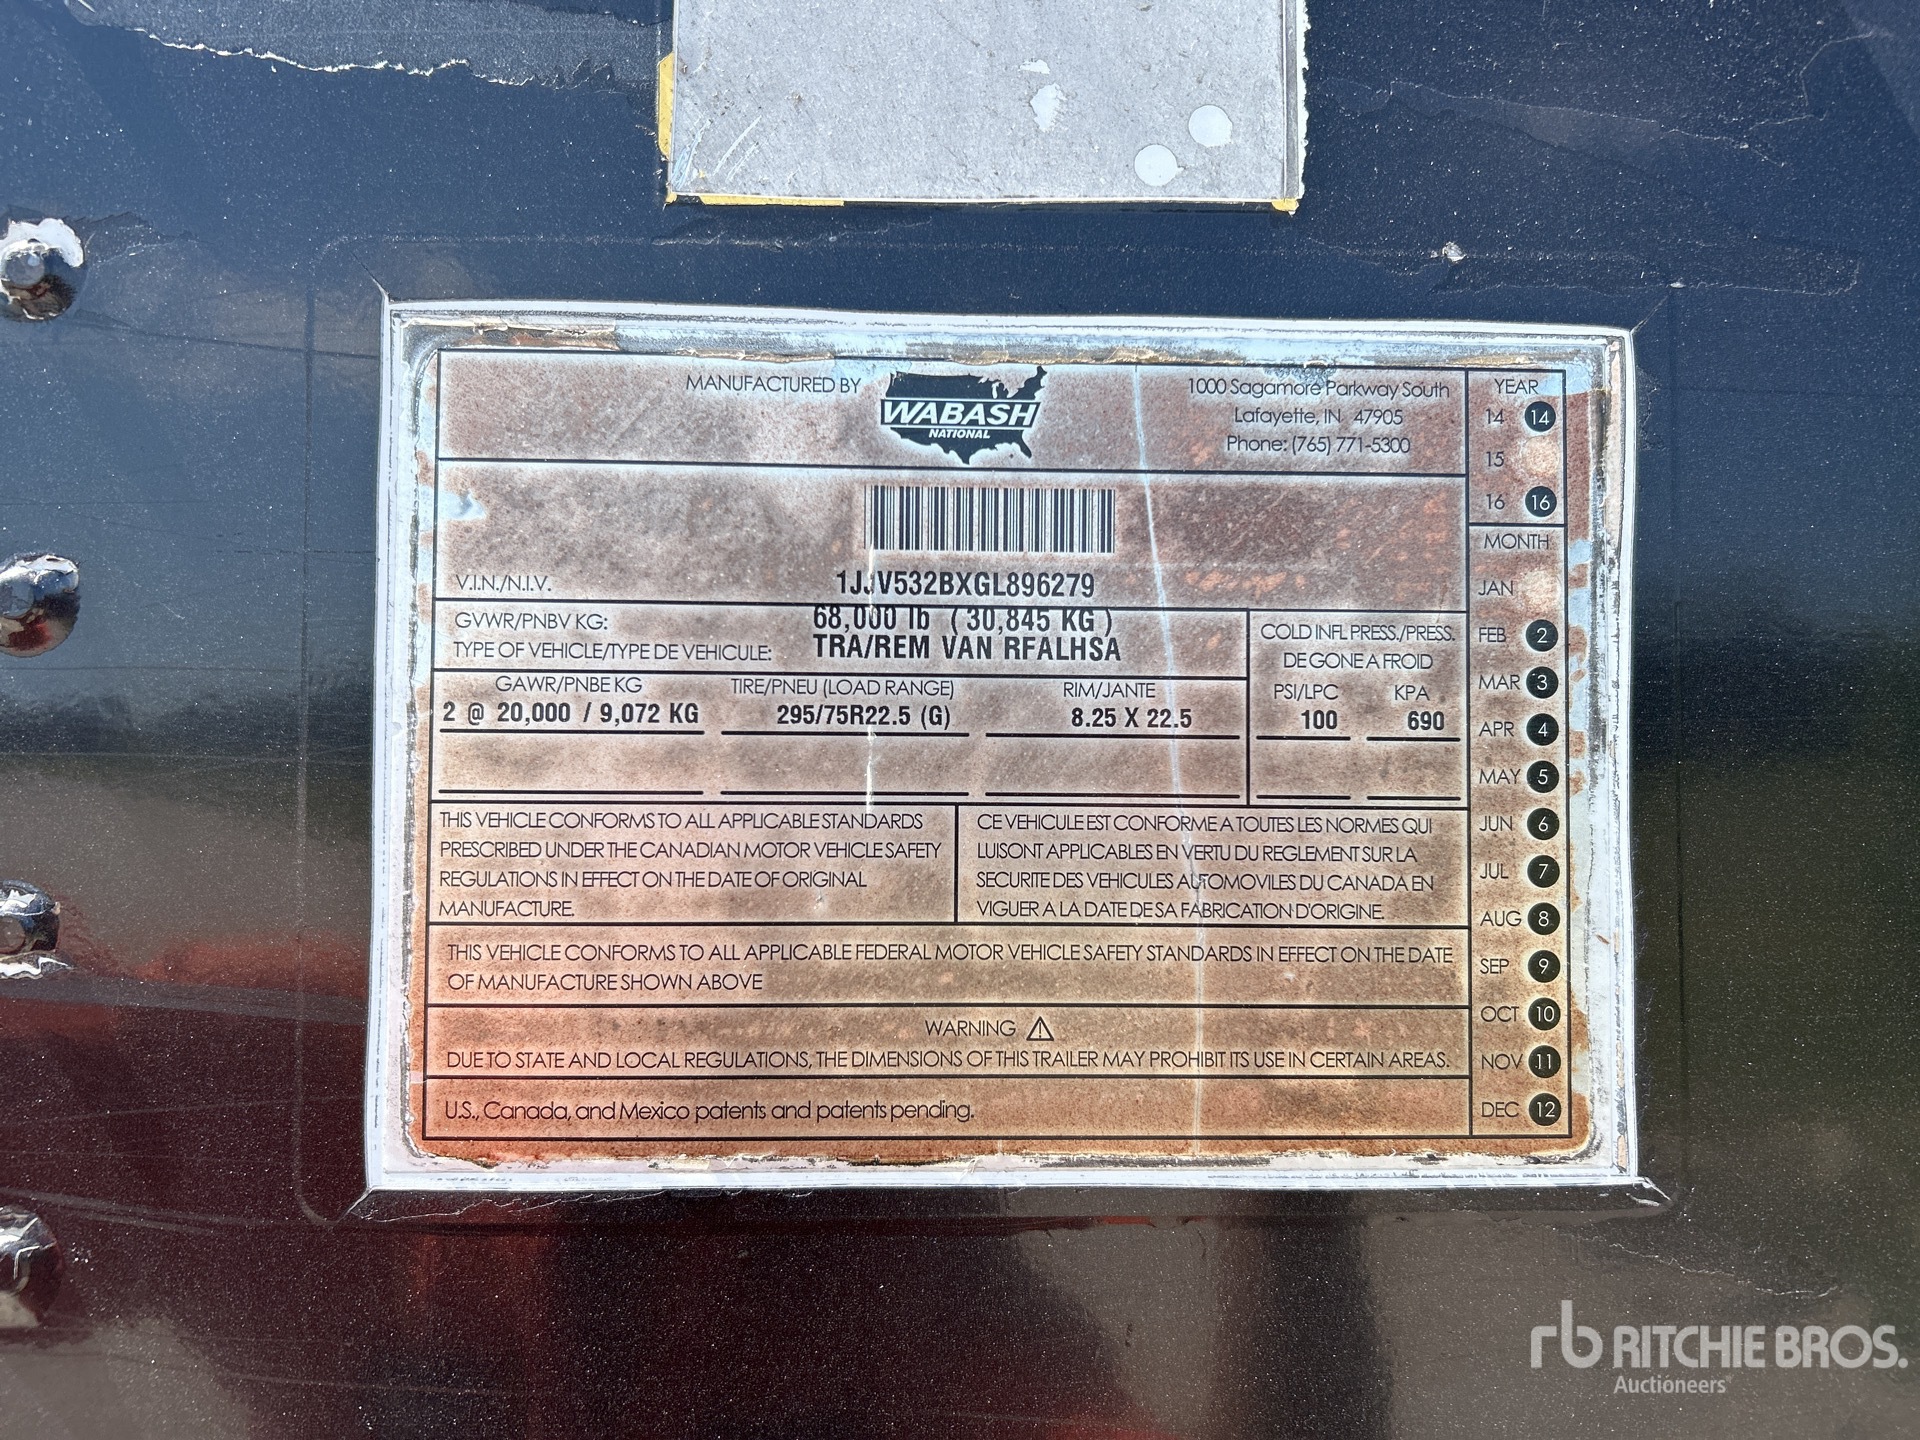 MANUFACTURED BY
WABASH
NATIONAL
1000 Sagamore Parkway South
Lafayette, IN 47905
Phone: (765) 771-5300
YEAR
14 14
15
16 16
MONTH
JAN
FEB 2
MAR 3
APR 4
MAY 5
JUN 6
JUL 7
AUG 8
SEP 9
OCT 10
NOV 11
DEC 12
V.I.N./N.I.V. 1JJV532BXGL896279
GVWR/PNBV KG: 68,000 lb ( 30,845 KG )
TYPE OF VEHICLE/TYPE DE VEHICULE: TRA/REM VAN RFALHSA
COLD INFL PRESS./PRESS.
DE GONE A FROID
GAWR/PNBE KG TIRE/PNEU (LOAD RANGE) RIM/JANTE PSI/LPC KPA
2 @ 20,000 / 9,072 KG 295/75R22.5 (G) 8.25 X 22.5 100 690
THIS VEHICLE CONFORMS TO ALL APPLICABLE STANDARDS
PRESCRIBED UNDER THE CANADIAN MOTOR VEHICLE SAFETY
REGULATIONS IN EFFECT ON THE DATE OF ORIGINAL
MANUFACTURE.
CE VEHICULE EST CONFORME A TOUTES LES NORMES QUI
LUISONT APPLICABLES EN VERTU DU REGLEMENT SUR LA
SECURITE DES VEHICULES AUTOMOVILES DU CANADA EN
VIGUER A LA DATE DE SA FABRICATION D'ORIGINE.
THIS VEHICLE CONFORMS TO ALL APPLICABLE FEDERAL MOTOR VEHICLE SAFETY STANDARDS IN EFFECT ON THE DATE
OF MANUFACTURE SHOWN ABOVE
WARNING
DUE TO STATE AND LOCAL REGULATIONS, THE DIMENSIONS OF THIS TRAILER MAY PROHIBIT ITS USE IN CERTAIN AREAS.
U.S., Canada, and Mexico patents and patents pending.
rb RITCHIE BROS.
Auctioneers